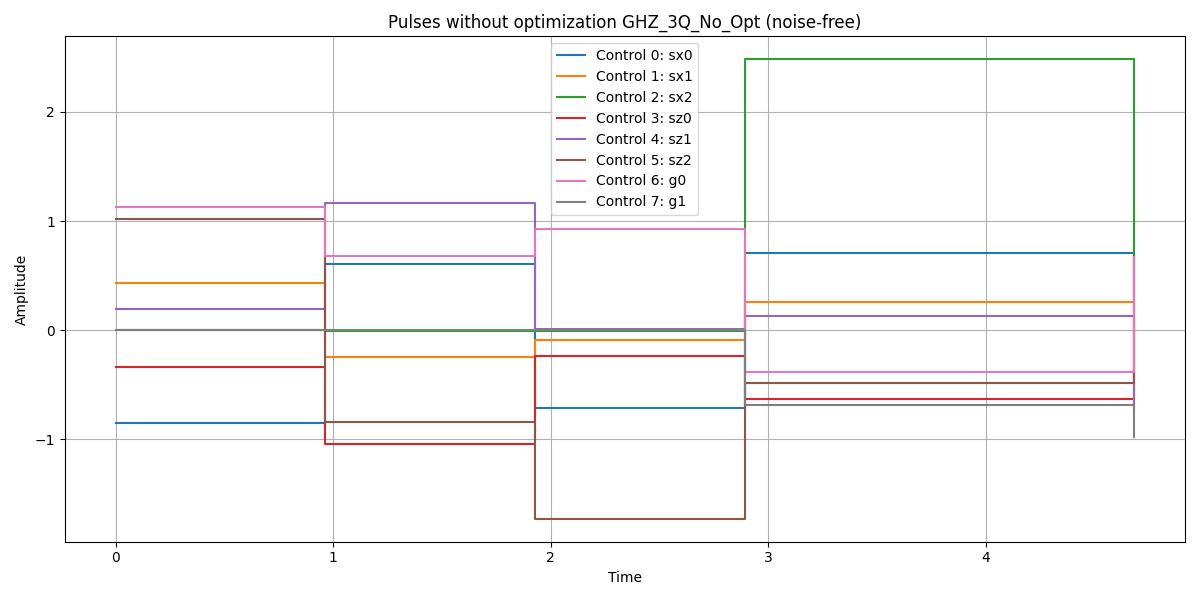 Pulses without optimization GHZ_3Q_No_Opt (noise-free)
Control 0: sx0
Control 1: sx1
Control 2: sx2
Control 3: sz0
Control 4: sz1
Control 5: sz2
Control 6: g0
Control 7: g1
Amplitude
2
1
0
−1
0 1 2 3 4
Time